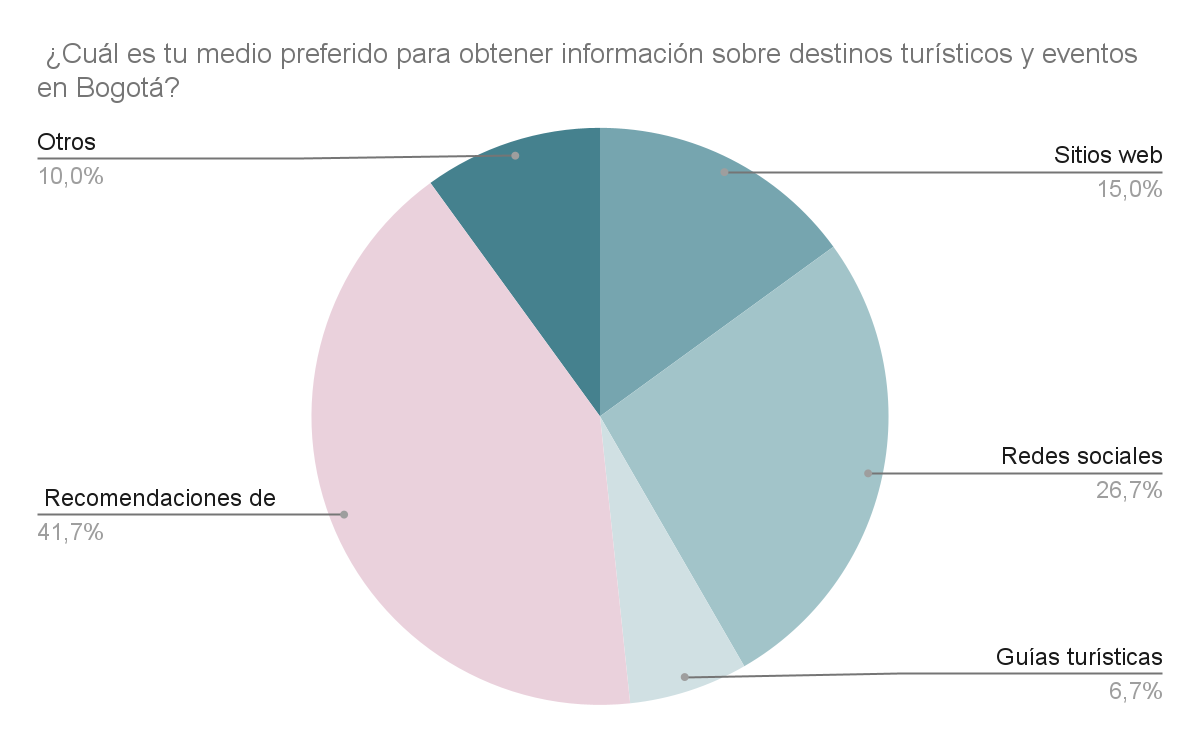 ¿Cuál es tu medio preferido para obtener información sobre destinos turísticos y eventos
en Bogotá?
Otros
10,0%
Sitios web
15,0%
Redes sociales
26,7%
Recomendaciones de
41,7%
Guías turísticas
6,7%